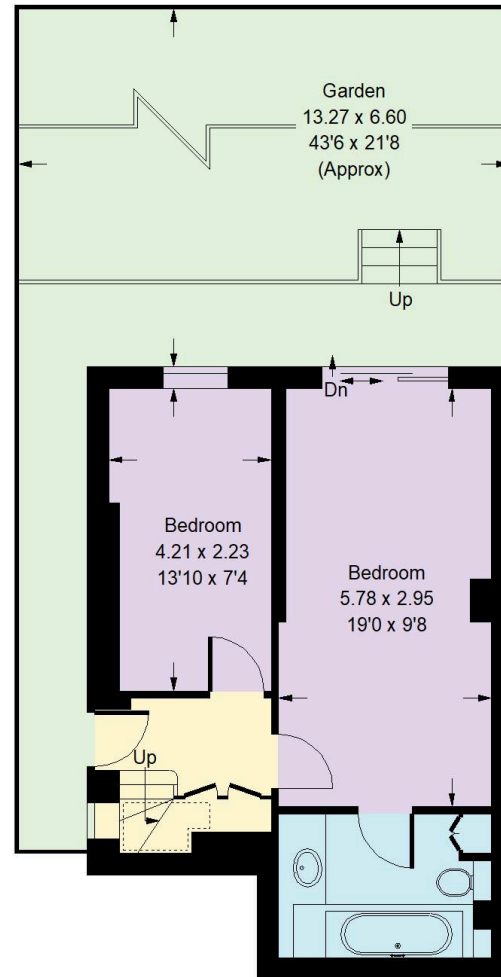 Garden
13.27 x 6.60
43'6 x 21'8
(Approx)
Up
Dn
Bedroom
4.21 x 2.23
13'10 x 7'4
Bedroom
5.78 x 2.95
19'0 x 9'8
Up